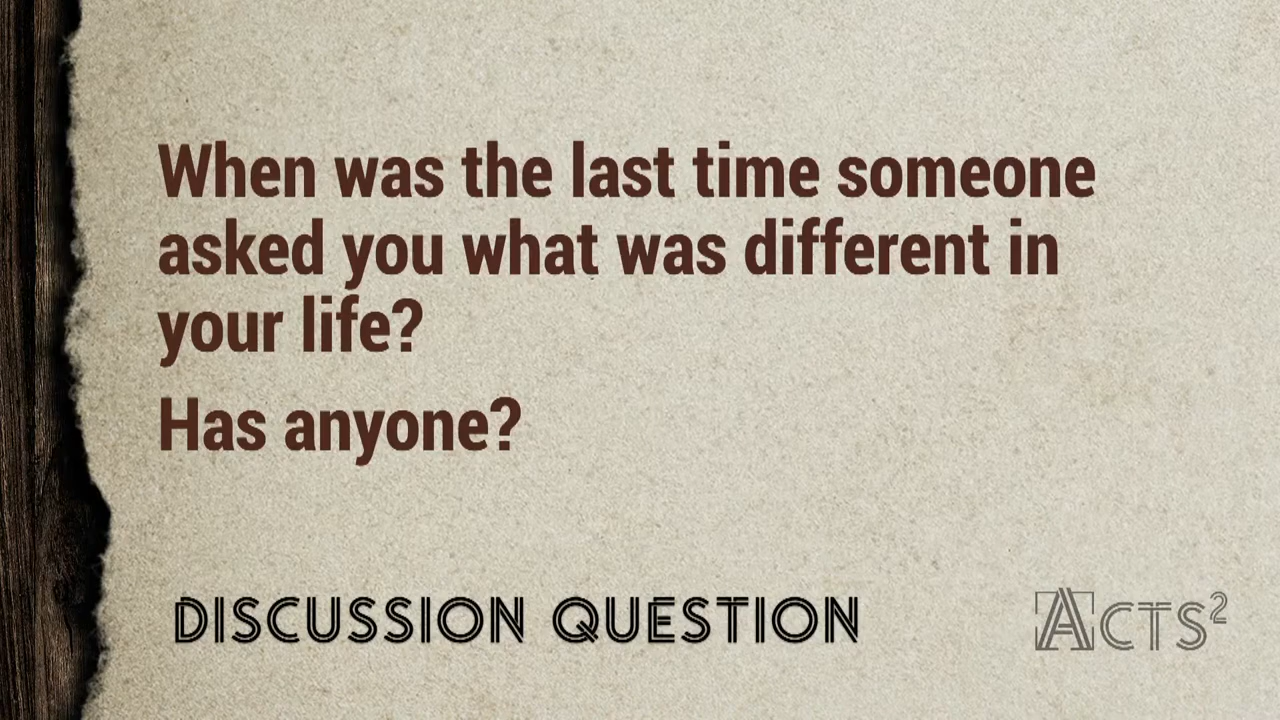 When was the last time someone
asked you what was different in
your life?
Has anyone?
DISCUSSION QUESTION
ACTS²